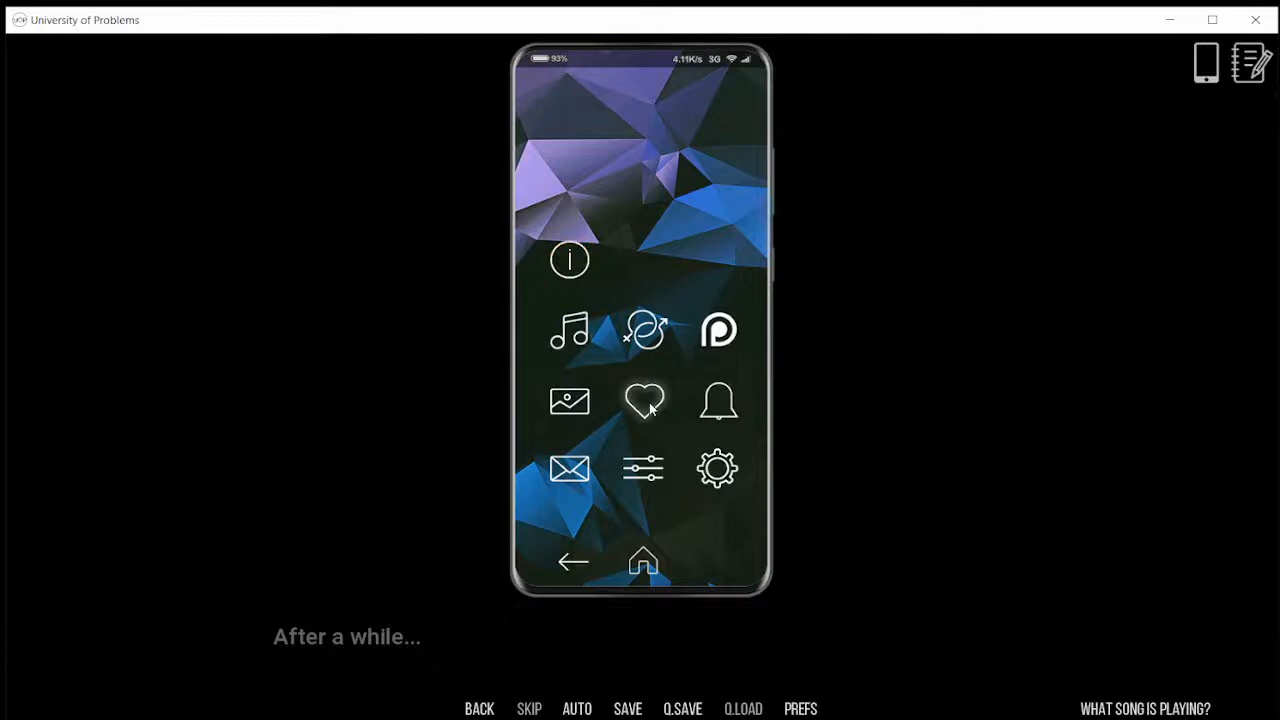 University of Problems
93%
4.11K/s 3G
After a while...
BACK SKIP AUTO SAVE Q.SAVE Q.LOAD PREFS
WHAT SONG IS PLAYING?